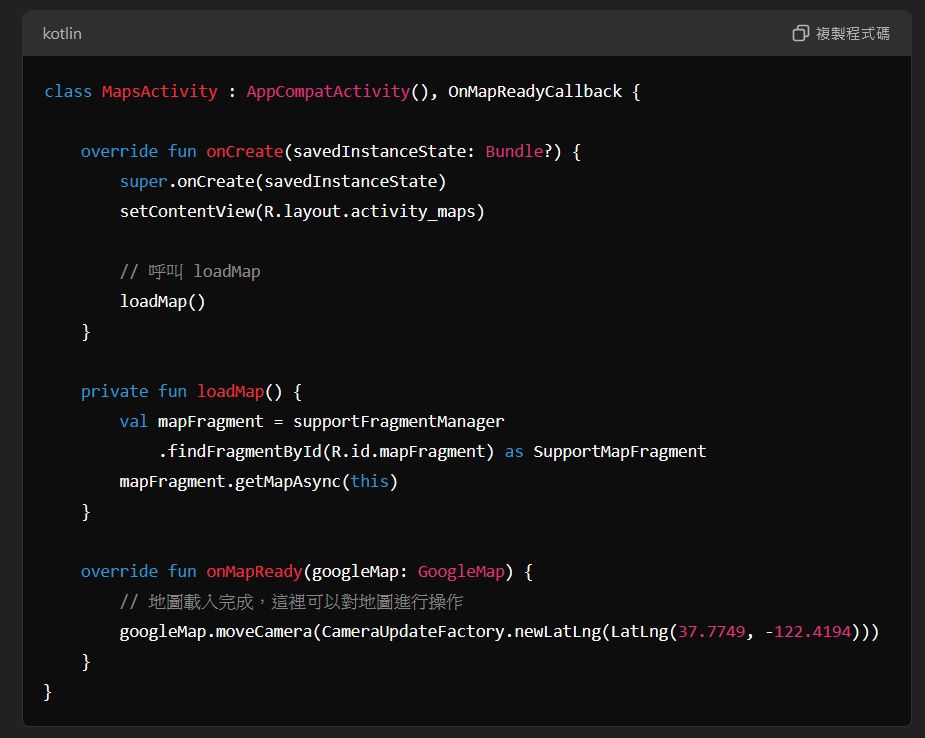 kotlin
複製程式碼
class MapsActivity : AppCompatActivity(), OnMapReadyCallback {
override fun onCreate(savedInstanceState: Bundle?) {
super.onCreate(savedInstanceState)
setContentView(R.layout.activity_maps)
// 呼叫 loadMap
loadMap()
}
private fun loadMap() {
val mapFragment = supportFragmentManager
.findFragmentById(R.id.mapFragment) as SupportMapFragment
mapFragment.getMapAsync(this)
}
override fun onMapReady(googleMap: GoogleMap) {
// 地圖載入完成，這裡可以對地圖進行操作
googleMap.moveCamera(CameraUpdateFactory.newLatLng(LatLng(37.7749, -122.4194)))
}
}